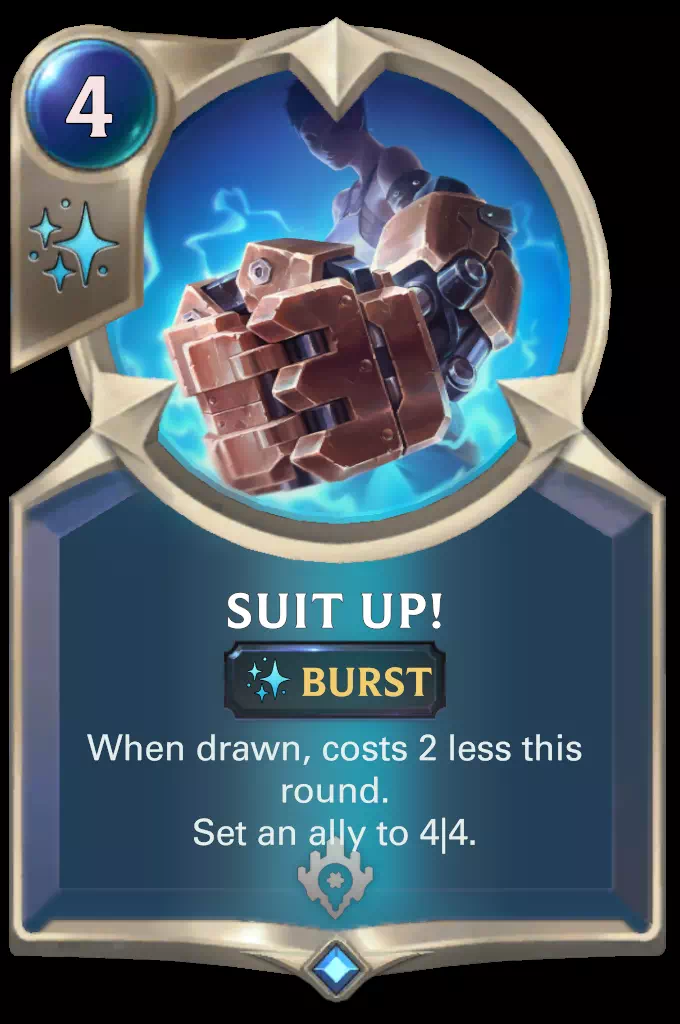 4
SUIT UP!
BURST
When drawn, costs 2 less this
round.
Set an ally to 4|4.